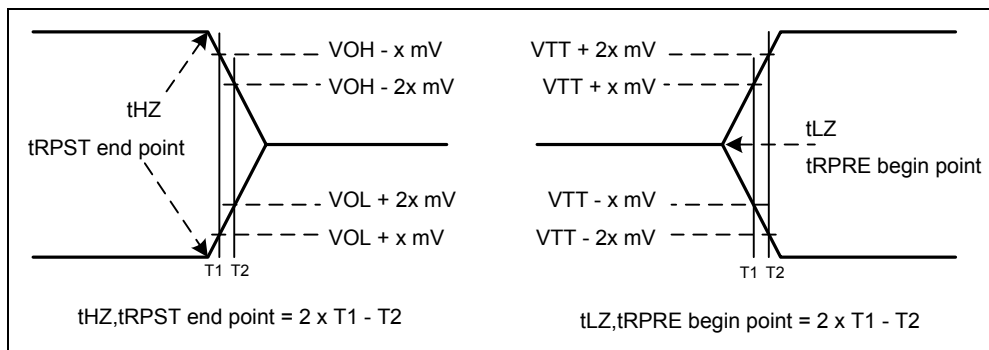 VOH - x mV
VOH - 2x mV
tHZ
tRPST end point
VOL + 2x mV
VOL + x mV
T1 T2
tHZ,tRPST end point = 2 x T1 - T2
VTT + 2x mV
VTT + x mV
tLZ
tRPRE begin point
VTT - x mV
VTT - 2x mV
T1 T2
tLZ,tRPRE begin point = 2 x T1 - T2